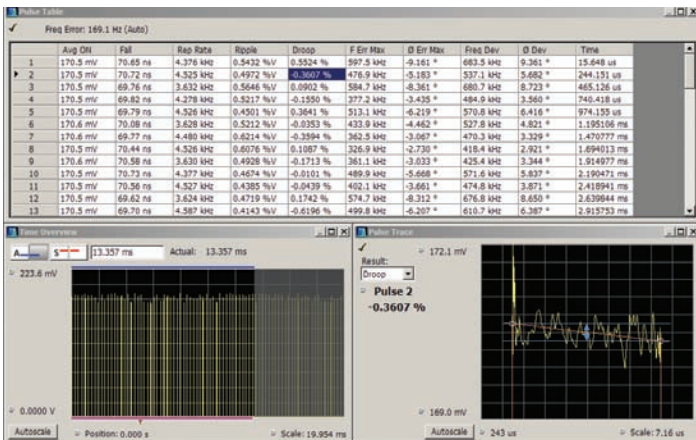 Pulse Table
Freq Error: 169.1 Hz (Auto)
Avg ON Fall Rep Rate Ripple Droop F Err Max Ø Err Max Freq Dev Ø Dev Time
1 170.5 mV 70.65 ns 4.376 kHz 0.5432 %V 0.5524 % 597.5 kHz -9.161 ° 683.5 kHz 9.361 ° 15.648 us
2 170.5 mV 70.72 ns 4.525 kHz 0.4972 %V -0.3607 % 476.9 kHz -5.183 ° 537.1 kHz 5.682 ° 244.151 us
3 170.5 mV 69.76 ns 3.632 kHz 0.5646 %V 0.0902 % 584.7 kHz -8.361 ° 680.7 kHz 8.723 ° 465.126 us
4 170.5 mV 69.82 ns 4.278 kHz 0.5217 %V -0.1550 % 377.2 kHz -3.435 ° 484.9 kHz 3.560 ° 740.418 us
5 170.5 mV 69.79 ns 4.526 kHz 0.4501 %V 0.3641 % 513.1 kHz -6.219 ° 570.8 kHz 6.416 ° 974.155 us
6 170.6 mV 70.08 ns 3.628 kHz 0.5212 %V -0.0353 % 433.9 kHz -4.462 ° 527.8 kHz 4.821 ° 1.195106 ms
7 170.6 mV 69.77 ns 4.480 kHz 0.6214 %V -0.3594 % 362.5 kHz -3.067 ° 470.3 kHz 3.329 ° 1.470777 ms
8 170.5 mV 70.44 ns 4.526 kHz 0.6076 %V 0.1087 % 326.9 kHz -2.730 ° 418.4 kHz 2.921 ° 1.694013 ms
9 170.6 mV 70.58 ns 3.630 kHz 0.4928 %V -0.1713 % 361.1 kHz -3.033 ° 425.4 kHz 3.344 ° 1.914977 ms
10 170.5 mV 70.73 ns 4.377 kHz 0.4674 %V -0.0101 % 489.9 kHz -5.668 ° 571.6 kHz 5.837 ° 2.190471 ms
11 170.5 mV 70.56 ns 4.527 kHz 0.4385 %V -0.0439 % 402.1 kHz -3.661 ° 474.8 kHz 3.871 ° 2.418941 ms
12 170.5 mV 69.62 ns 3.624 kHz 0.4719 %V 0.1742 % 574.7 kHz -8.312 ° 676.8 kHz 8.650 ° 2.639844 ms
13 170.5 mV 69.70 ns 4.587 kHz 0.4143 %V -0.6196 % 499.8 kHz -6.207 ° 610.7 kHz 6.387 ° 2.915753 ms
Time Overview
A S 13.357 ms Actual: 13.357 ms
223.6 mV
0.0000 V
Autoscale Position: 0.000 s Scale: 19.954 ms
Pulse Trace
172.1 mV
Result:
Droop
Pulse 2
-0.3607 %
169.0 mV
Autoscale 243 us Scale: 7.16 us